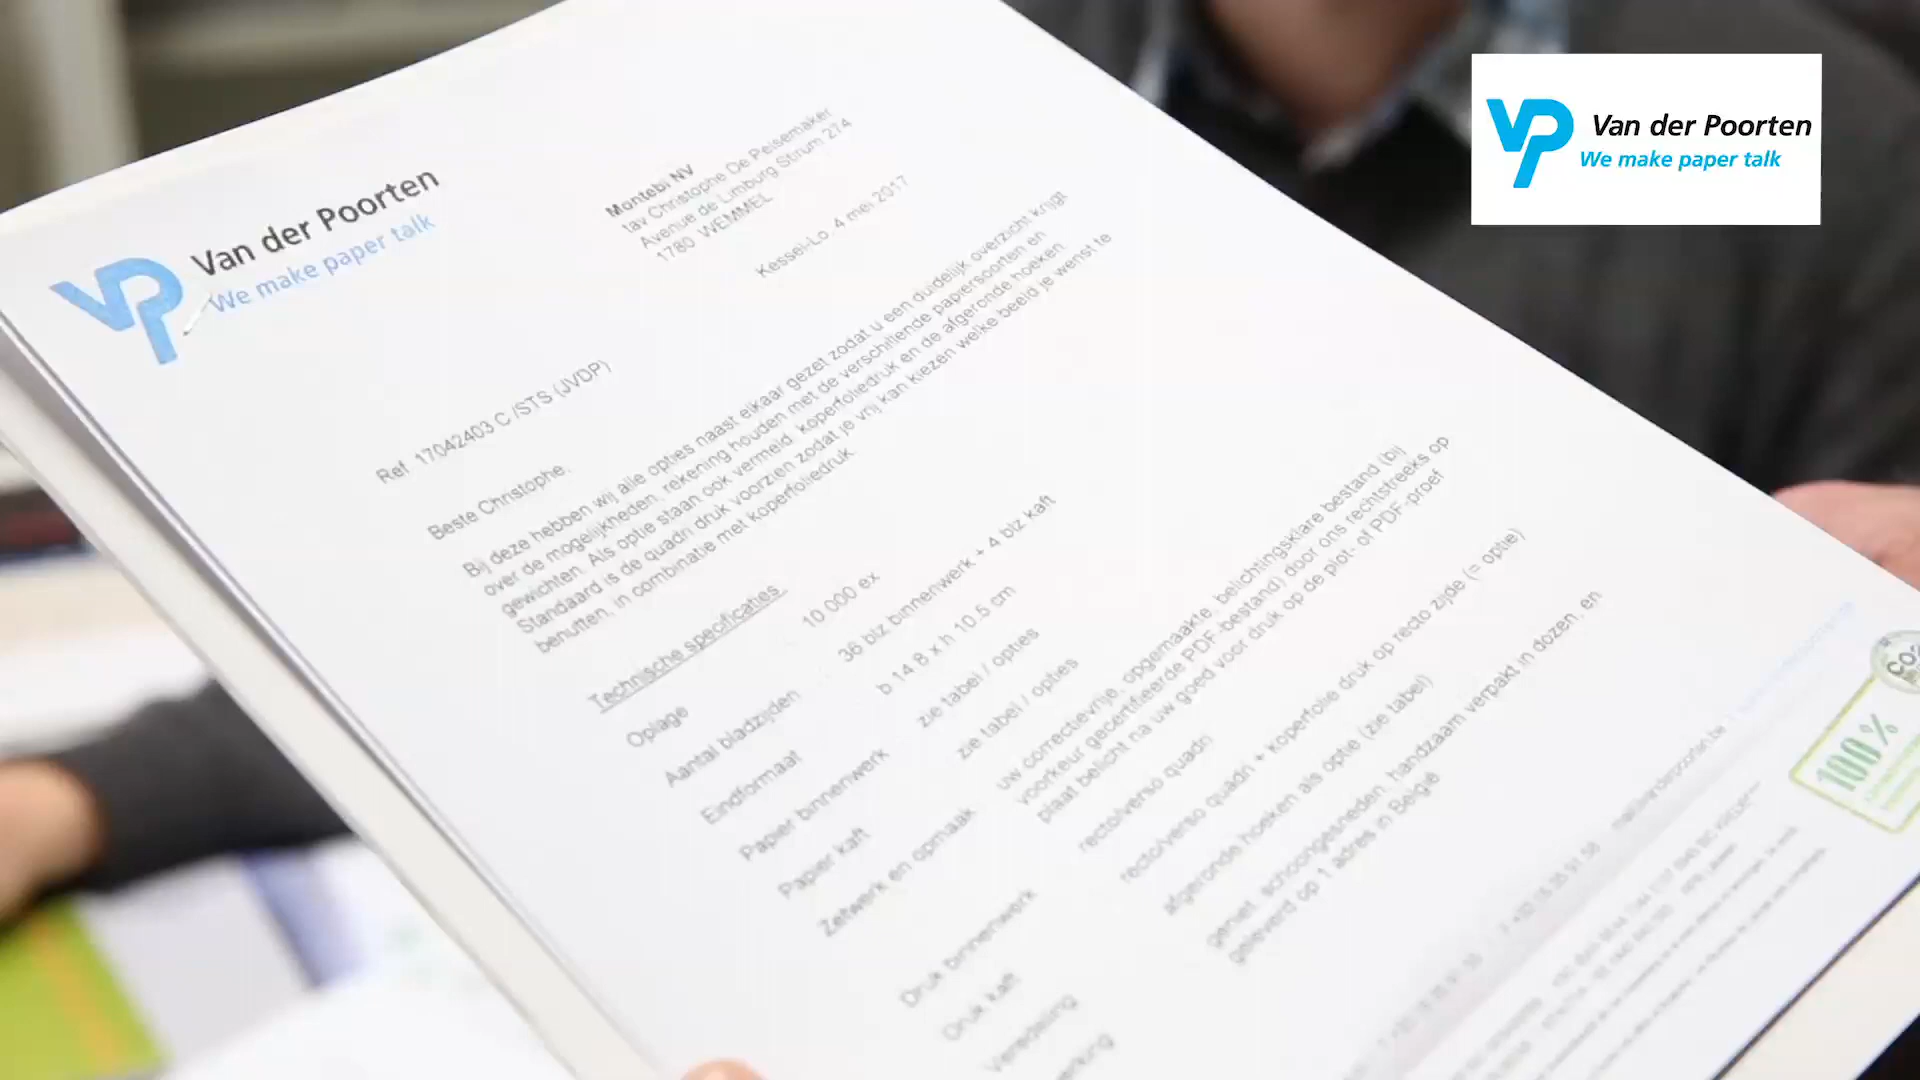 Van der Poorten
We make paper talk
Van der Poorten
We make paper talk
Montebi NV
tav Christophe De Peisemaker
Avenue de Limburg Stirum 274
1780 WEMMEL
Kessel-Lo, 4 mei 2017
Ref. 17042403 C /STS (JVDP)
Beste Christophe,
Bij deze hebben wij alle opties naast elkaar gezet zodat u een duidelijk overzicht krijgt
over de mogelijkheden, rekening houden met de verschillende papiersoorten en
gewichten. Als optie staan ook vermeld, koperfoliedruk en de afgeronde hoeken.
Standaard is de quadri druk voorzien zodat je vrij kan kiezen welke beeld je wenst te
benutten, in combinatie met koperfoliedruk.
Technische specificaties
Oplage : 10 000 ex
Aantal bladzijden : 36 blz binnenwerk + 4 blz kaft
Eindformaat b 14.8 x h 10.5 cm
Papier binnenwerk zie tabel / opties
Papier kaft zie tabel / opties
Zetwerk en opmaak uw correctievrije, opgemaakte, belichtingsklare bestand (bij
voorkeur gecertifieerde PDF-bestand) door ons rechtstreeks op
plaat belicht na uw goed voor druk op de plot- of PDF-proef
Druk binnenwerk recto/verso quadri
Druk kaft recto/verso quadri + koperfolie druk op recto zijde (= optie)
Veredeling afgeronde hoeken als optie (zie tabel)
geniet, schoongesneden, handzaam verpakt in dozen, en
geleverd op 1 adres in België
100%